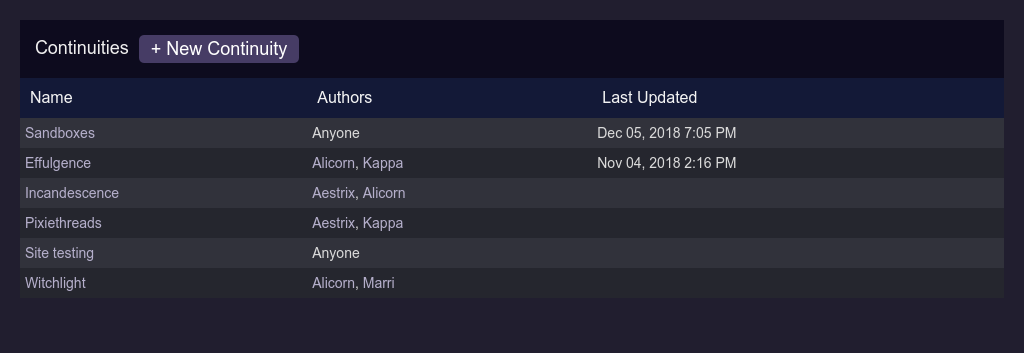 Continuities + New Continuity
Name Authors Last Updated
Sandboxes Anyone Dec 05, 2018 7:05 PM
Effulgence Alicorn, Kappa Nov 04, 2018 2:16 PM
Incandescence Aestrix, Alicorn
Pixiethreads Aestrix, Kappa
Site testing Anyone
Witchlight Alicorn, Marri